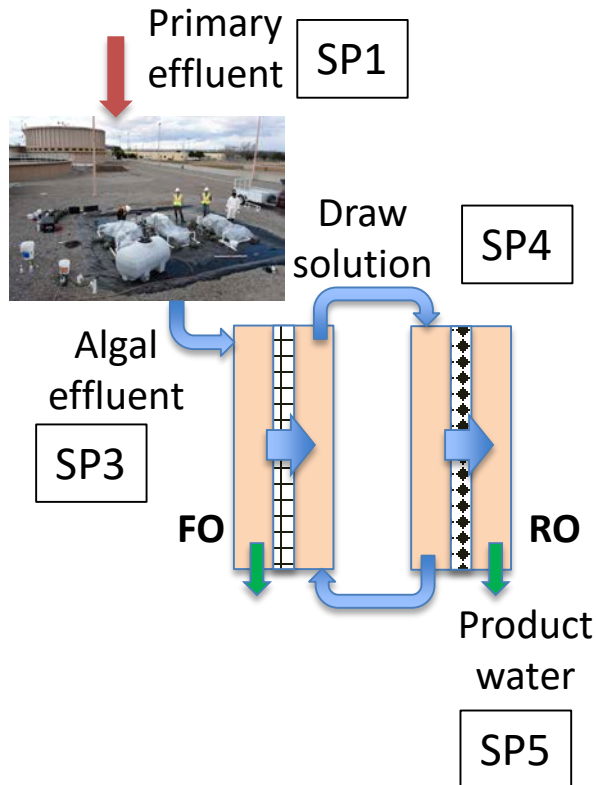 Primary
effluent
SP1
Draw
solution
SP4
Algal
effluent
SP3
FO
RO
Product
water
SP5